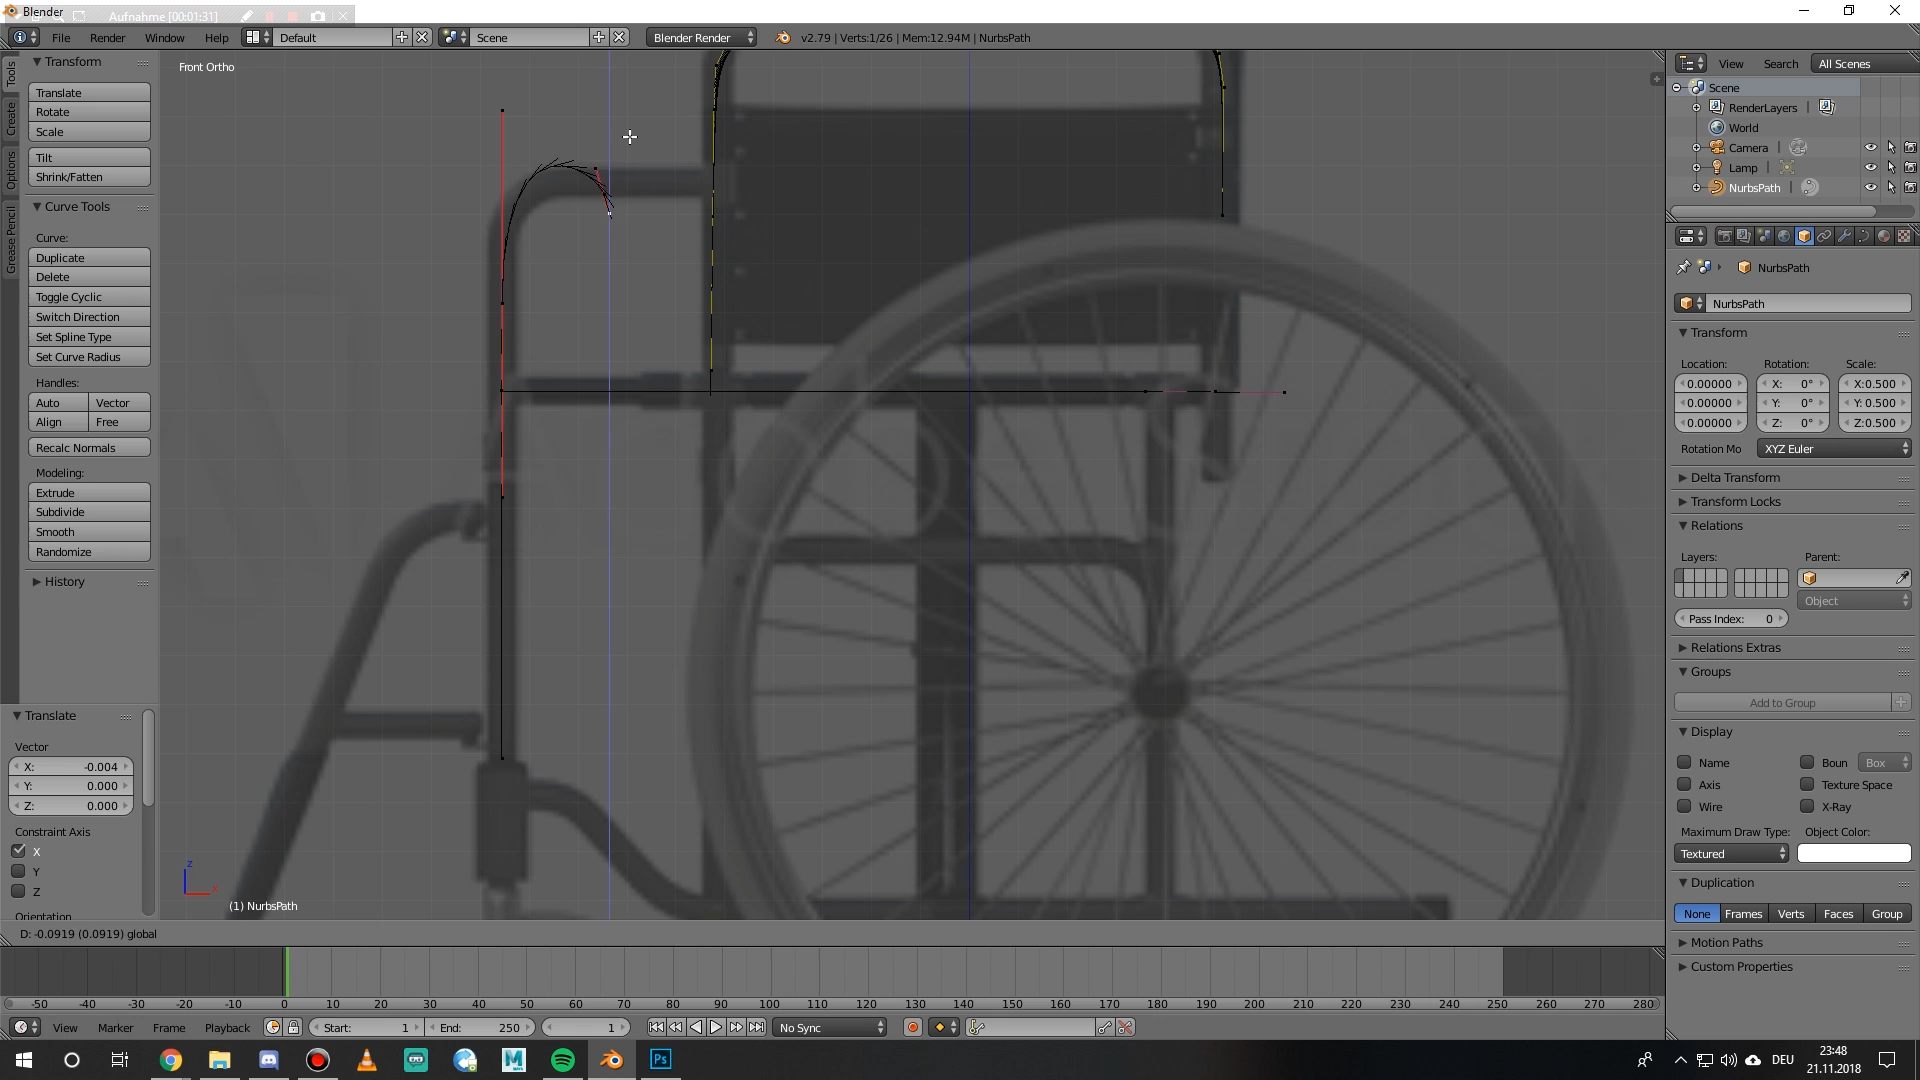 Blender
Aufnahme [00:01:31]
File Render Window Help Default Scene Blender Render v2.79 | Verts:1/26 | Mem:12.94M | NurbsPath
Tools
Create
Options
Grease Pencil
Transform
Translate
Rotate
Scale
Tilt
Shrink/Fatten
Curve Tools
Curve:
Duplicate
Delete
Toggle Cyclic
Switch Direction
Set Spline Type
Set Curve Radius
Handles:
Auto Vector
Align Free
Recalc Normals
Modeling:
Extrude
Subdivide
Smooth
Randomize
History
Translate
Vector
X: -0.004
Y: 0.000
Z: 0.000
Constraint Axis
X
Y
Z
Orientation
Front Ortho
z
x
(1) NurbsPath
D: -0.0919 (0.0919) global
View Search All Scenes
Scene
RenderLayers
World
Camera
Lamp
NurbsPath
NurbsPath
NurbsPath
Transform
Location: Rotation: Scale:
0.00000 X: 0° X:0.500
0.00000 Y: 0° Y: 0.500
0.00000 Z: 0° Z:0.500
Rotation Mo XYZ Euler
Delta Transform
Transform Locks
Relations
Layers: Parent:
Object
Pass Index: 0
Relations Extras
Groups
Add to Group
Display
Name Boun Box
Axis Texture Space
Wire X-Ray
Maximum Draw Type: Object Color:
Textured
Duplication
None Frames Verts Faces Group
Motion Paths
Custom Properties
-50 -40 -30 -20 -10 0 10 20 30 40 50 60 70 80 90 100 110 120 130 140 150 160 170 180 190 200 210 220 230 240 250 260 270 280
View Marker Frame Playback Start: 1 End: 250 1 No Sync
Ps
DEU
23:48
21.11.2018